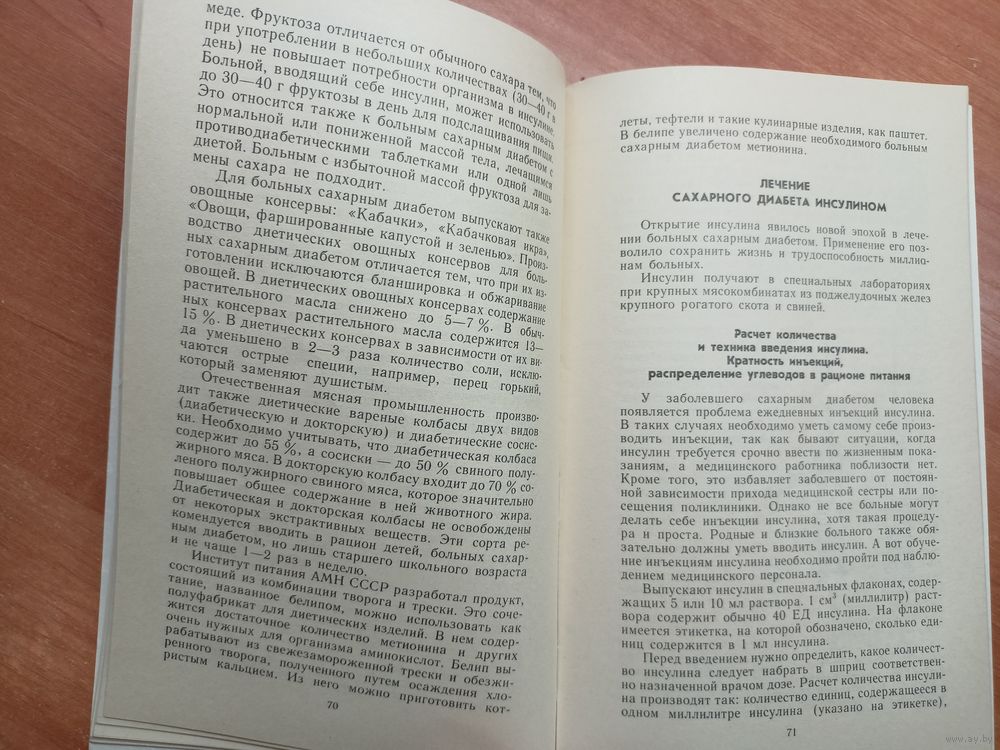 меде. Фруктоза отличается от обычного сахара тем, что
при употреблении в небольших количествах (30—40 г в
день) не повышает потребности организма в инсулине.
Больной, вводящий себе инсулин, может использовать
до 30—40 г фруктозы в день для подслащивания пищи.
Это относится также к больным сахарным диабетом с
нормальной или пониженной массой тела, лечащимся
противодиабетическими таблетками или одной лишь
диетой. Больным с избыточной массой фруктоза для за-
мены сахара не подходит.
Для больных сахарным диабетом выпускают также
овощные консервы: «Кабачки», «Кабачковая икра»,
«Овощи, фаршированные капустой и зеленью». Произ-
водство диетических овощных консервов для боль-
ных сахарным диабетом отличается тем, что при их из-
готовлении исключаются бланшировка и обжаривание
овощей. В диетических овощных консервах содержание
растительного масла снижено до 5—7 %. В обыч-
ных консервах растительного масла содержится 13—
15 %. В диетических консервах в зависимости от их ви-
да уменьшено в 2—3 раза количество соли, исклю-
чаются острые специи, например, перец горький,
который заменяют душистым.
Отечественная мясная промышленность произво-
дит также диетические вареные колбасы двух видов
(диабетическую и докторскую) и диабетические сосис-
ки. Необходимо учитывать, что диабетическая колбаса
содержит до 55 %, а сосиски — до 50 % свиного полу-
жирного мяса. В докторскую колбасу входит до 70 % со-
леного полужирного свиного мяса, которое значительно
повышает общее содержание в ней животного жира.
Диабетическая и докторская колбасы не освобождены
от некоторых экстрактивных веществ. Эти сорта ре-
комендуется вводить в рацион детей, больных сахар-
ным диабетом, но лишь старшего школьного возраста
и не чаще 1—2 раз в неделю.
Институт питания АМН СССР разработал продукт,
состоящий из комбинации творога и трески. Это соче-
тание, названное белипом, можно использовать как
полуфабрикат для диетических изделий. В нем содер-
жится достаточное количество метионина и других
очень нужных для организма аминокислот. Белип вы-
рабатывают из свежезамороженной трески и обезжи-
ренного творога, полученного путем осаждения хло-
ристым кальцием. Из него можно приготовить кот-
70
леты, тефтели и такие кулинарные изделия, как паштет.
В белипе увеличено содержание необходимого больным
сахарным диабетом метионина.
ЛЕЧЕНИЕ
САХАРНОГО ДИАБЕТА ИНСУЛИНОМ
Открытие инсулина явилось новой эпохой в лече-
нии больных сахарным диабетом. Применение его поз-
волило сохранить жизнь и трудоспособность миллио-
нам больных.
Инсулин получают в специальных лабораториях
при крупных мясокомбинатах из поджелудочных желез
крупного рогатого скота и свиней.
Расчет количества
и техника введения инсулина.
Кратность инъекций,
распределение углеводов в рационе питания
У заболевшего сахарным диабетом человека
появляется проблема ежедневных инъекций инсулина.
В таких случаях необходимо уметь самому себе произ-
водить инъекции, так как бывают ситуации, когда
инсулин требуется срочно ввести по жизненным пока-
заниям, а медицинского работника поблизости нет.
Кроме того, это избавляет заболевшего от постоян-
ной зависимости прихода медицинской сестры или по-
сещения поликлиники. Однако не все больные могут
делать себе инъекции инсулина, хотя такая процеду-
ра и проста. Родные и близкие больного также обя-
зательно должны уметь вводить инсулин. А вот обуче-
ние инъекциям инсулина необходимо пройти под наблю-
дением медицинского персонала.
Выпускают инсулин в специальных флаконах, содер-
жащих 5 или 10 мл раствора. 1 см³ (миллилитр) раст-
вора содержит обычно 40 ЕД инсулина. На флаконе
имеется этикетка, на которой обозначено, сколько еди-
ниц содержится в 1 мл инсулина.
Перед введением нужно определить, какое количест-
во инсулина следует набрать в шприц соответствен-
но назначенной врачом дозе. Расчет количества инсули-
на производят так: количество единиц, содержащееся в
одном миллилитре инсулина (указано на этикетке),
71
www.ay.by